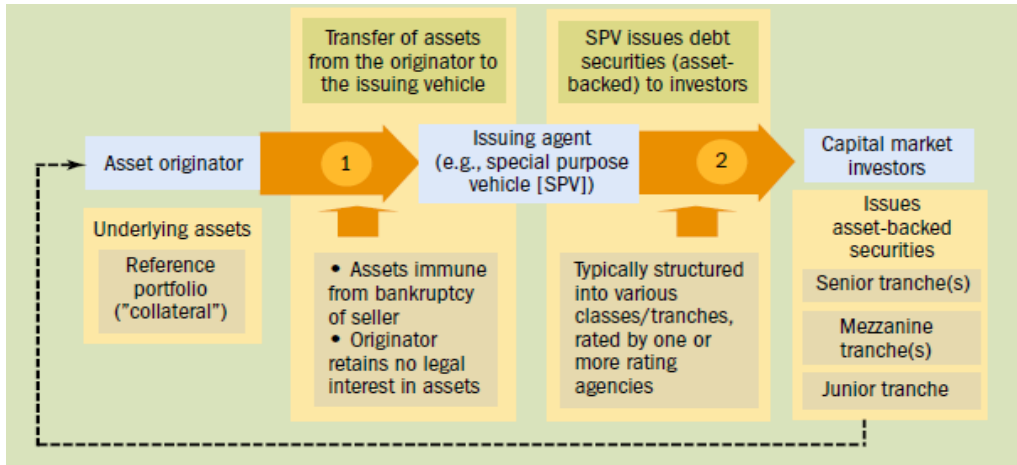 Transfer of assets
from the originator to
the issuing vehicle
SPV issues debt
securities (asset-
backed) to investors
Asset originator
1
Issuing agent
(e.g., special purpose
vehicle [SPV])
2
Capital market
investors
Underlying assets
Reference
portfolio
(”collateral”)
• Assets immune
from bankruptcy
of seller
• Originator
retains no legal
interest in assets
Typically structured
into various
classes/tranches,
rated by one or
more rating
agencies
Issues
asset-backed
securities
Senior tranche(s)
Mezzanine
tranche(s)
Junior tranche